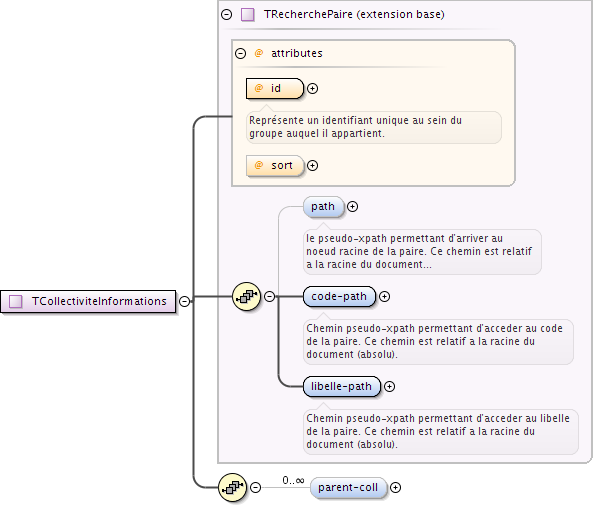 TRecherchePaire (extension base)
@ attributes
@ id
Représente un identifiant unique au sein du
groupe auquel il appartient.
@ sort
path
le pseudo-xpath permettant d'arriver au
noeud racine de la paire. Ce chemin est relatif
a la racine du document...
TCollectiviteInformations
code-path
Chemin pseudo-xpath permettant d'acceder au code
de la paire. Ce chemin est relatif a la racine du
document (absolu).
libelle-path
Chemin pseudo-xpath permettant d'acceder au libelle
de la paire. Ce chemin est relatif a la racine du
document (absolu).
0..∞
parent-coll